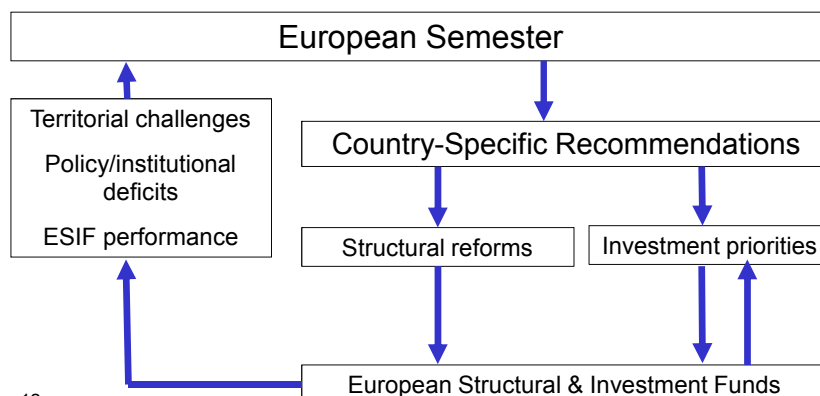 European Semester
Territorial challenges
Policy/institutional
deficits
ESIF performance
Country-Specific Recommendations
Structural reforms
Investment priorities
European Structural & Investment Funds